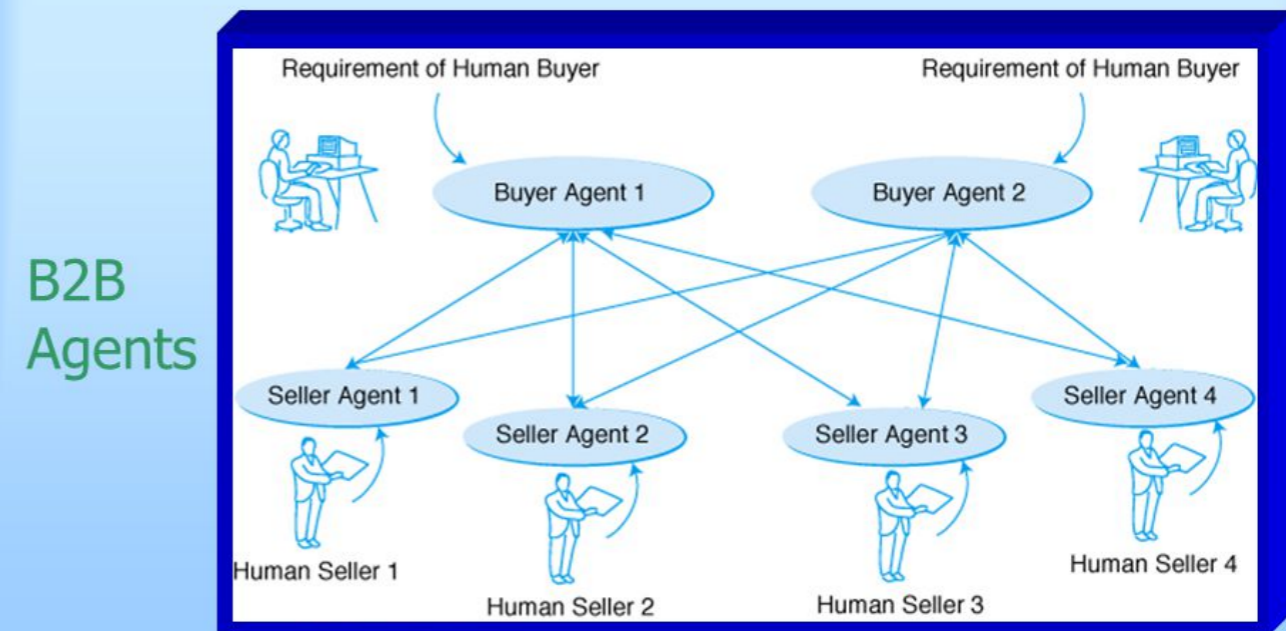 B2B
Agents
Requirement of Human Buyer
Requirement of Human Buyer
Buyer Agent 1
Buyer Agent 2
Seller Agent 1
Seller Agent 2
Seller Agent 3
Seller Agent 4
Human Seller 1
Human Seller 2
Human Seller 3
Human Seller 4